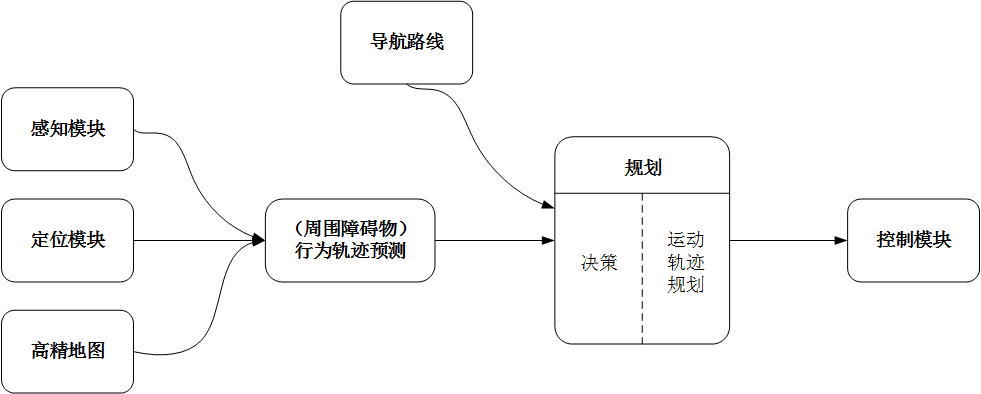 导航路线
感知模块
定位模块
高精地图
（周围障碍物）
行为轨迹预测
规划
决策
运动
轨迹
规划
控制模块